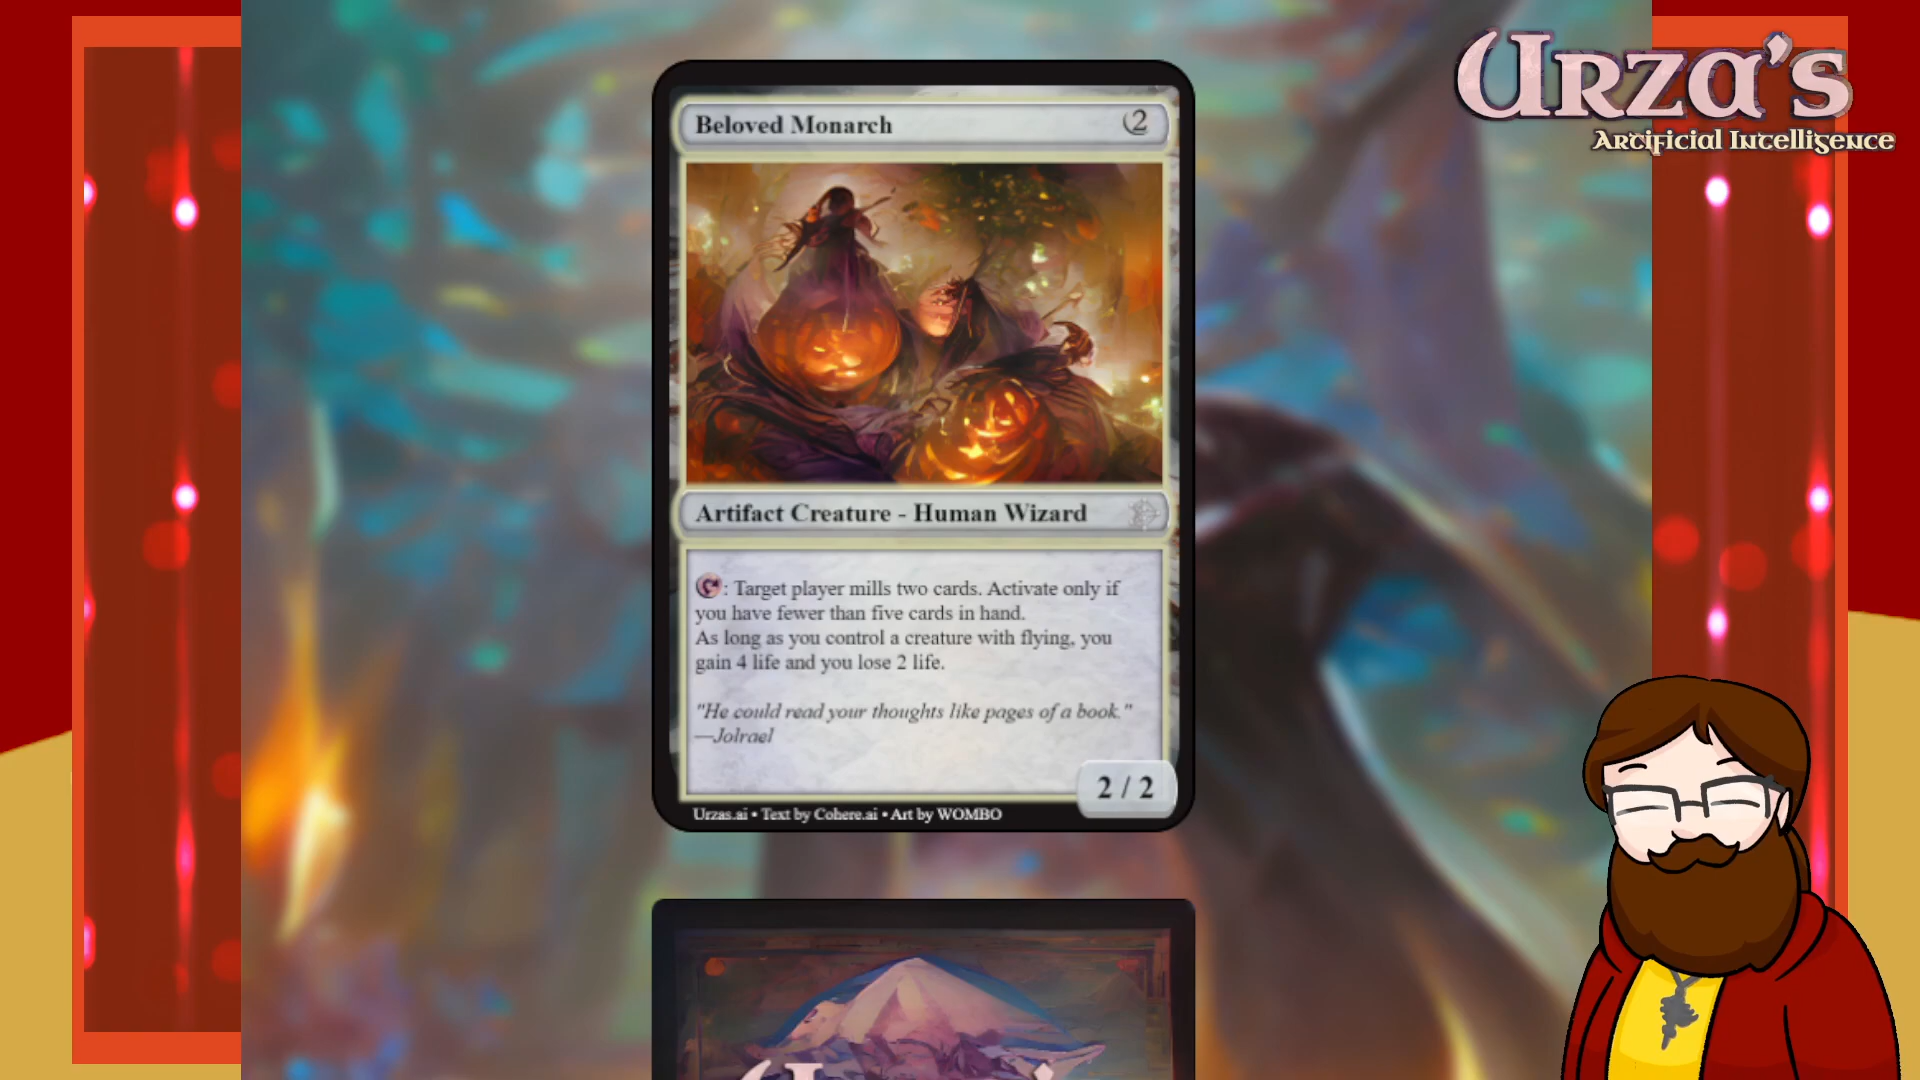 Urza's
Artificial Intelligence
Beloved Monarch
2
Artifact Creature - Human Wizard
: Target player mills two cards. Activate only if
you have fewer than five cards in hand.
As long as you control a creature with flying, you
gain 4 life and you lose 2 life.
"He could read your thoughts like pages of a book."
—Jolrael
2 / 2
Urzas.ai • Text by Cohere.ai • Art by WOMBO